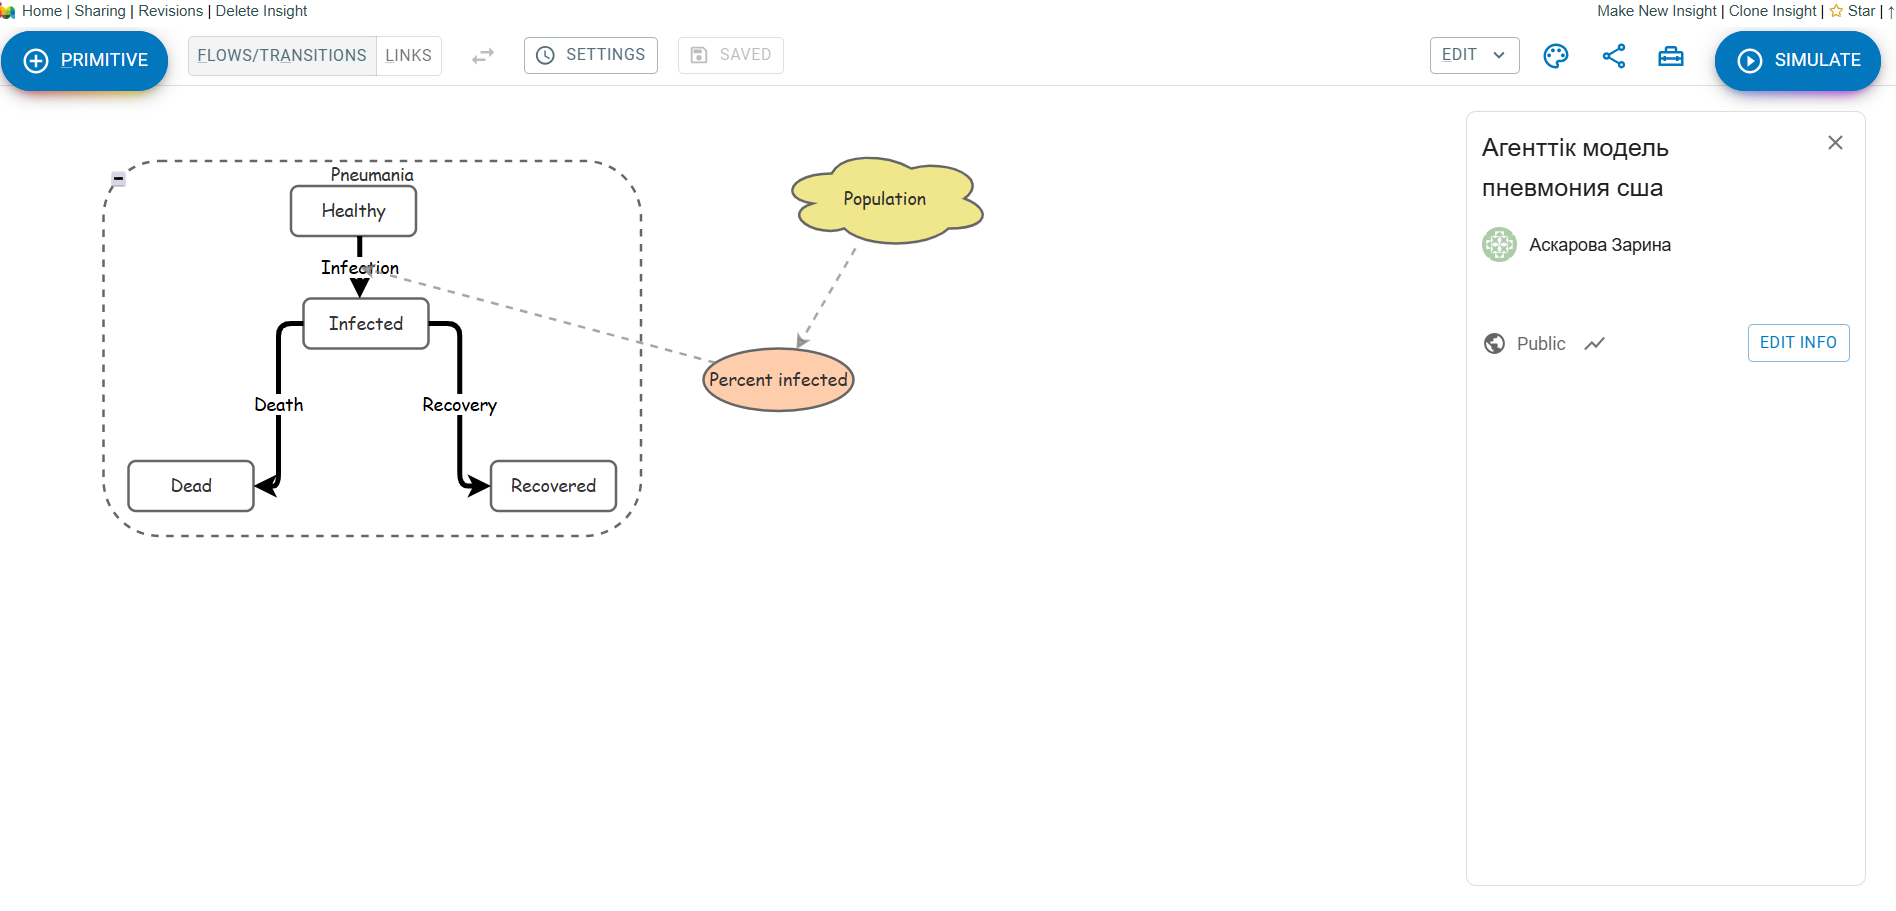 Home | Sharing | Revisions | Delete Insight
Make New Insight | Clone Insight | Star |
PRIMITIVE
FLOWS/TRANSITIONS
LINKS
SETTINGS
SAVED
EDIT
SIMULATE
Pneumania
Healthy
Infection
Infected
Death
Recovery
Dead
Recovered
Population
Percent infected
Агенттік модель
пневмония сша
Аскарова Зарина
Public
EDIT INFO